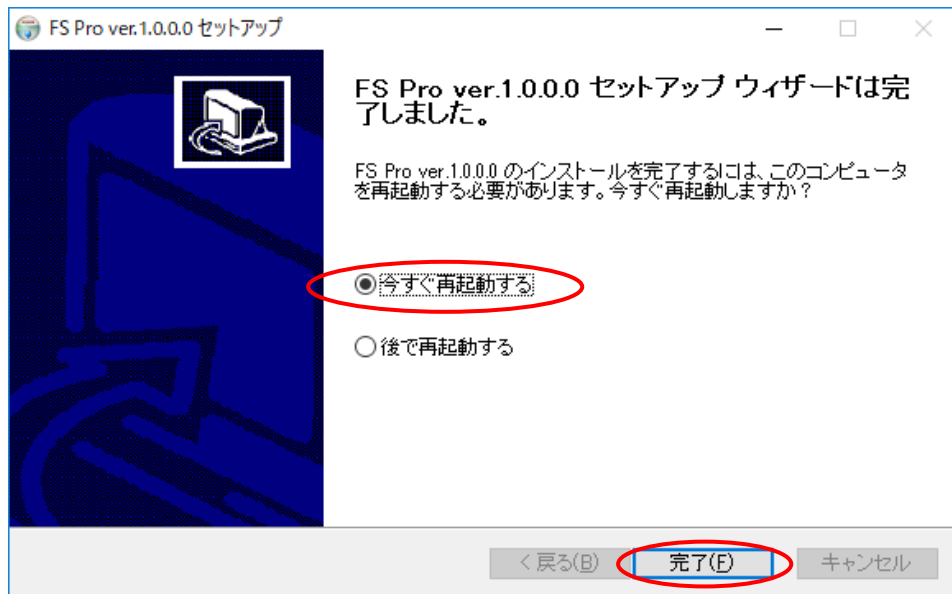 FS Pro ver.1.0.0.0 セットアップ
FS Pro ver.1.0.0.0 セットアップ ウィザードは完
了しました。
FS Pro ver.1.0.0.0 のインストールを完了するには、このコンピュータ
を再起動する必要があります。今すぐ再起動しますか？
今すぐ再起動する
後で再起動する
< 戻る(B) 完了(F) キャンセル